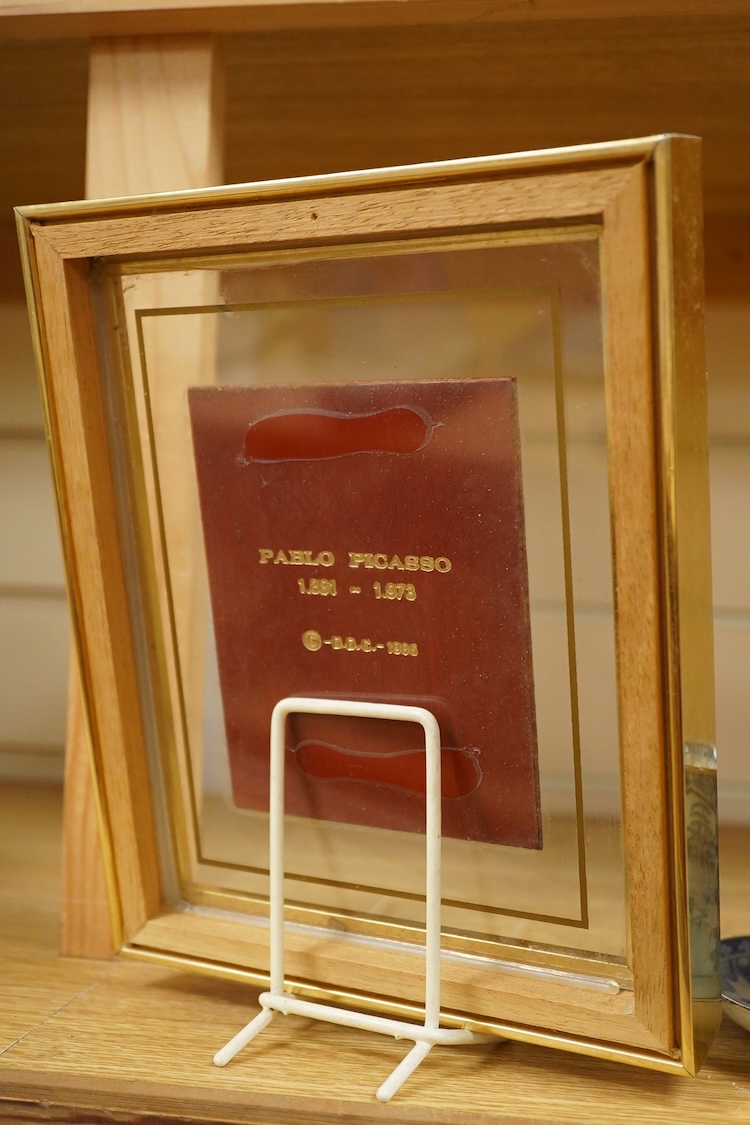 PABLO PICASSO
1.881 - 1.973
©-D.D.C.-1996